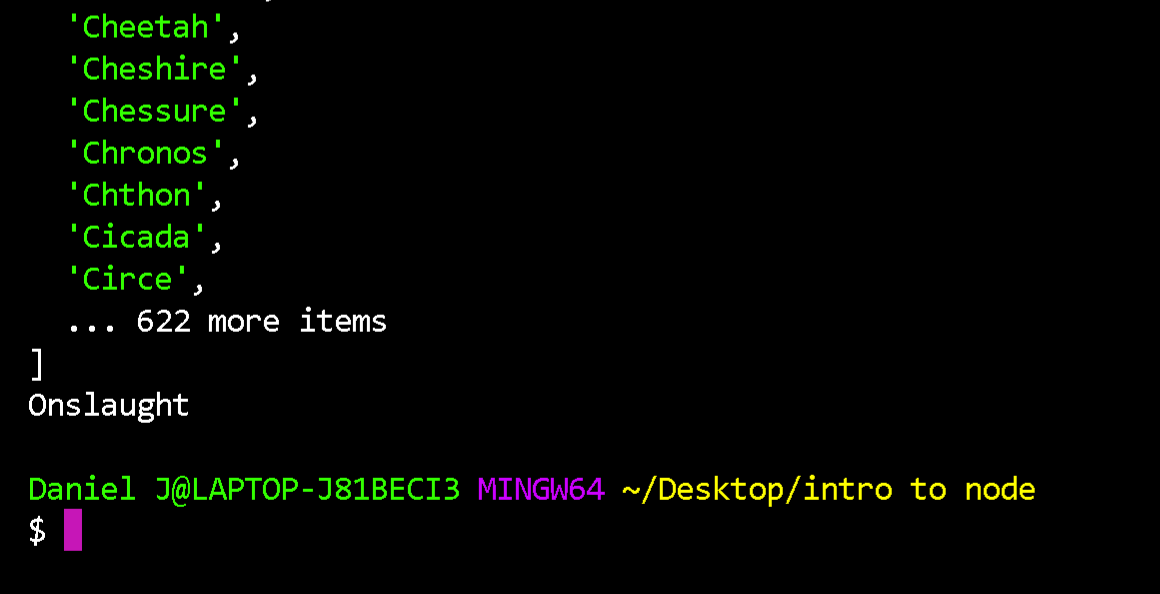 'Cheetah',
'Cheshire',
'Chessure',
'Chronos',
'Chthon',
'Cicada',
'Circe',
... 622 more items
]
Onslaught
Daniel J@LAPTOP-J81BECI3 MINGW64 ~/Desktop/intro to node
$